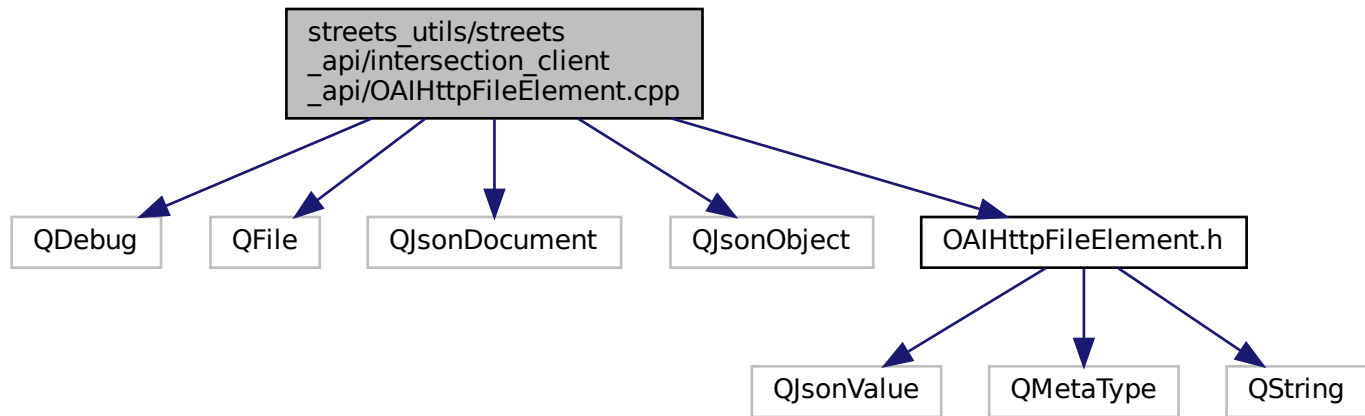 streets_utils/streets
_api/intersection_client
_api/OAIHttpFileElement.cpp
QDebug
QFile
QJsonDocument
QJsonObject
OAIHttpFileElement.h
QJsonValue
QMetaType
QString